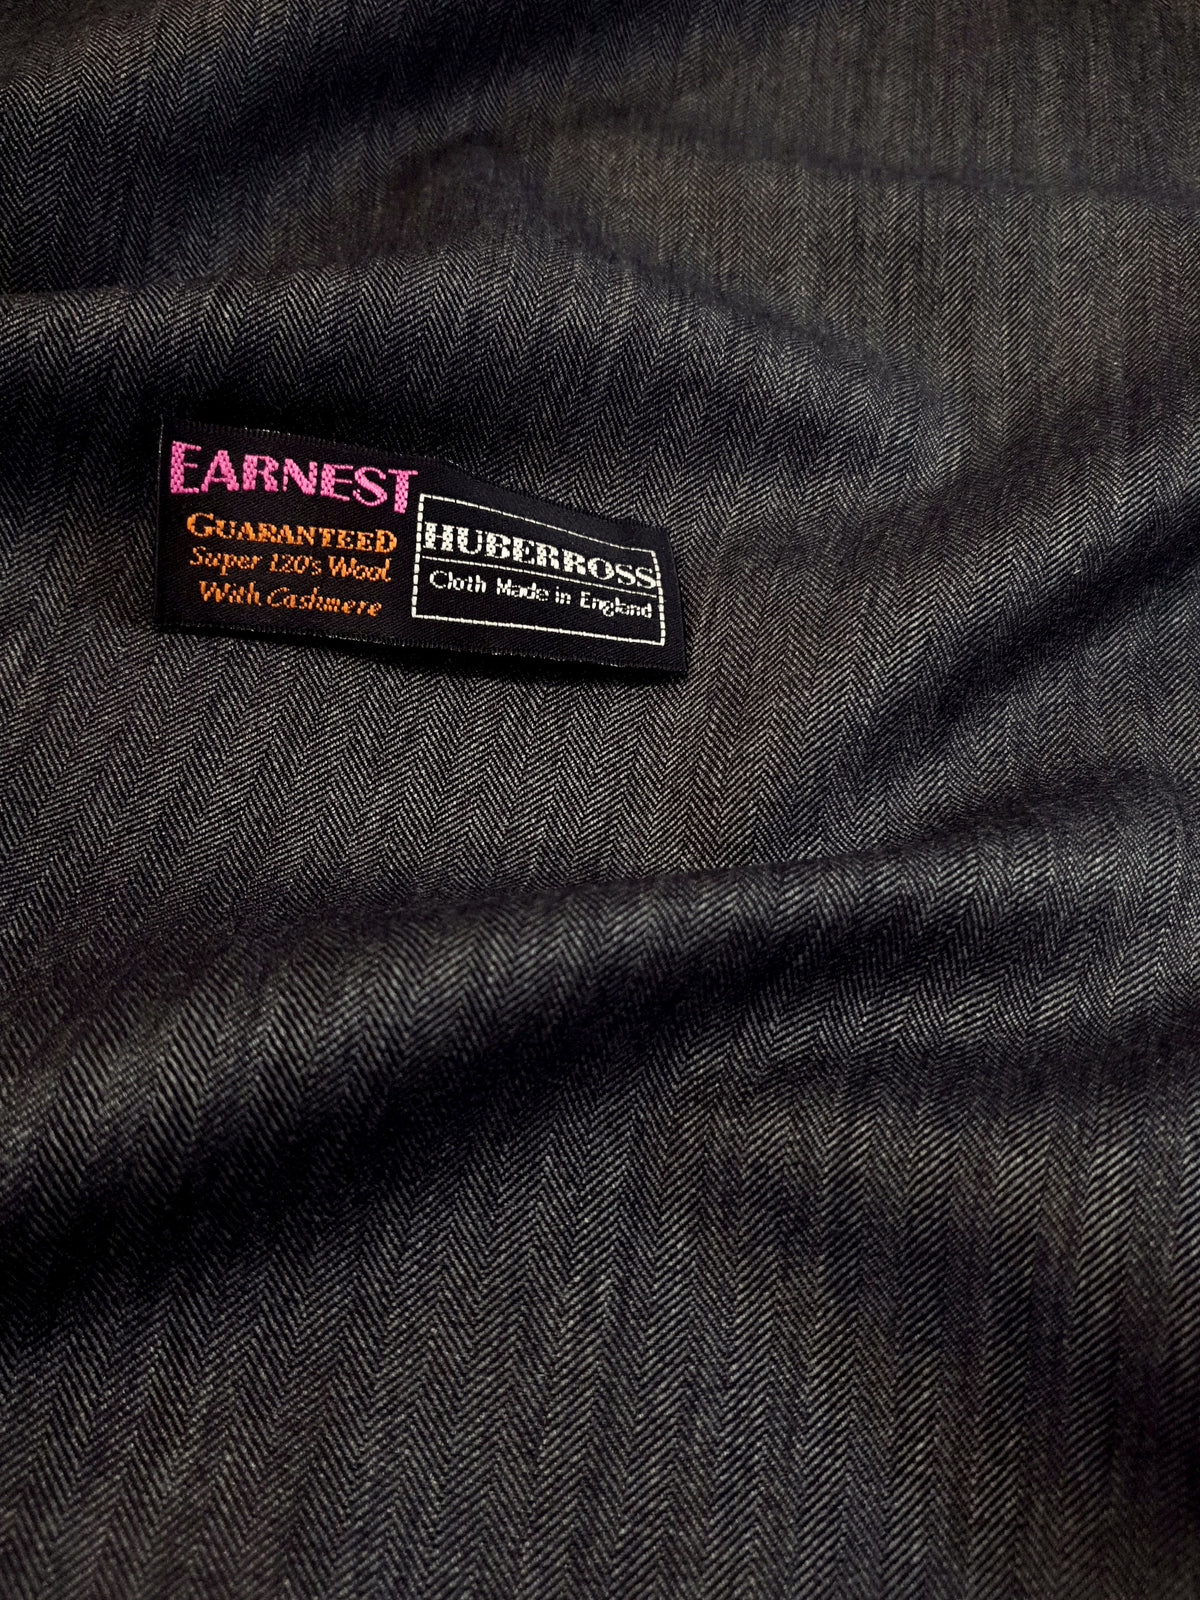 EARNEST
GUARANTEED
Super 120's Wool
With Cashmere
HUBERROSS
Cloth Made in England